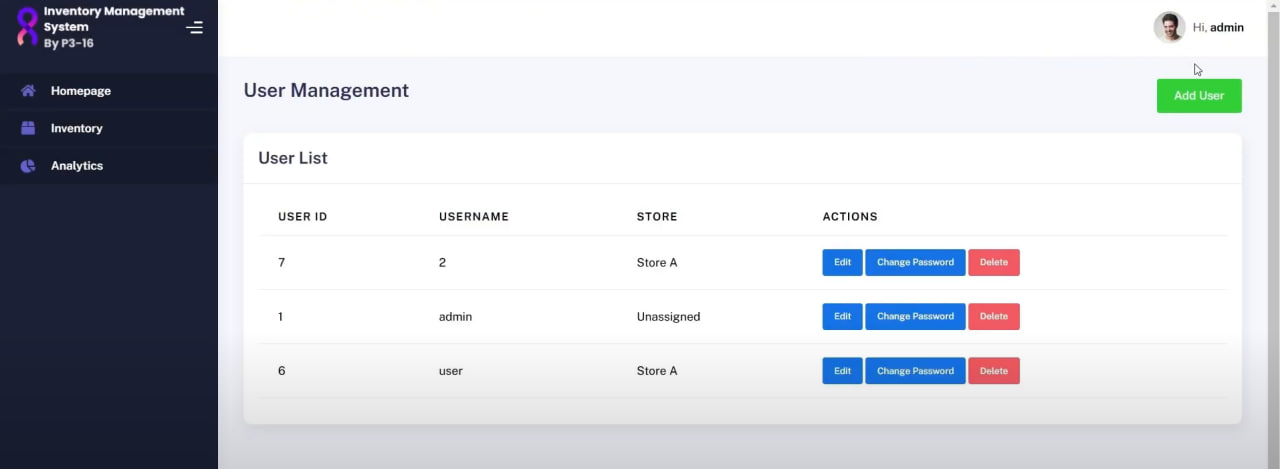 Inventory Management
System
By P3-16
Hi, admin
Homepage
Inventory
Analytics
User Management
Add User
User List
USER ID USERNAME STORE ACTIONS
7 2 Store A Edit Change Password Delete
1 admin Unassigned Edit Change Password Delete
6 user Store A Edit Change Password Delete